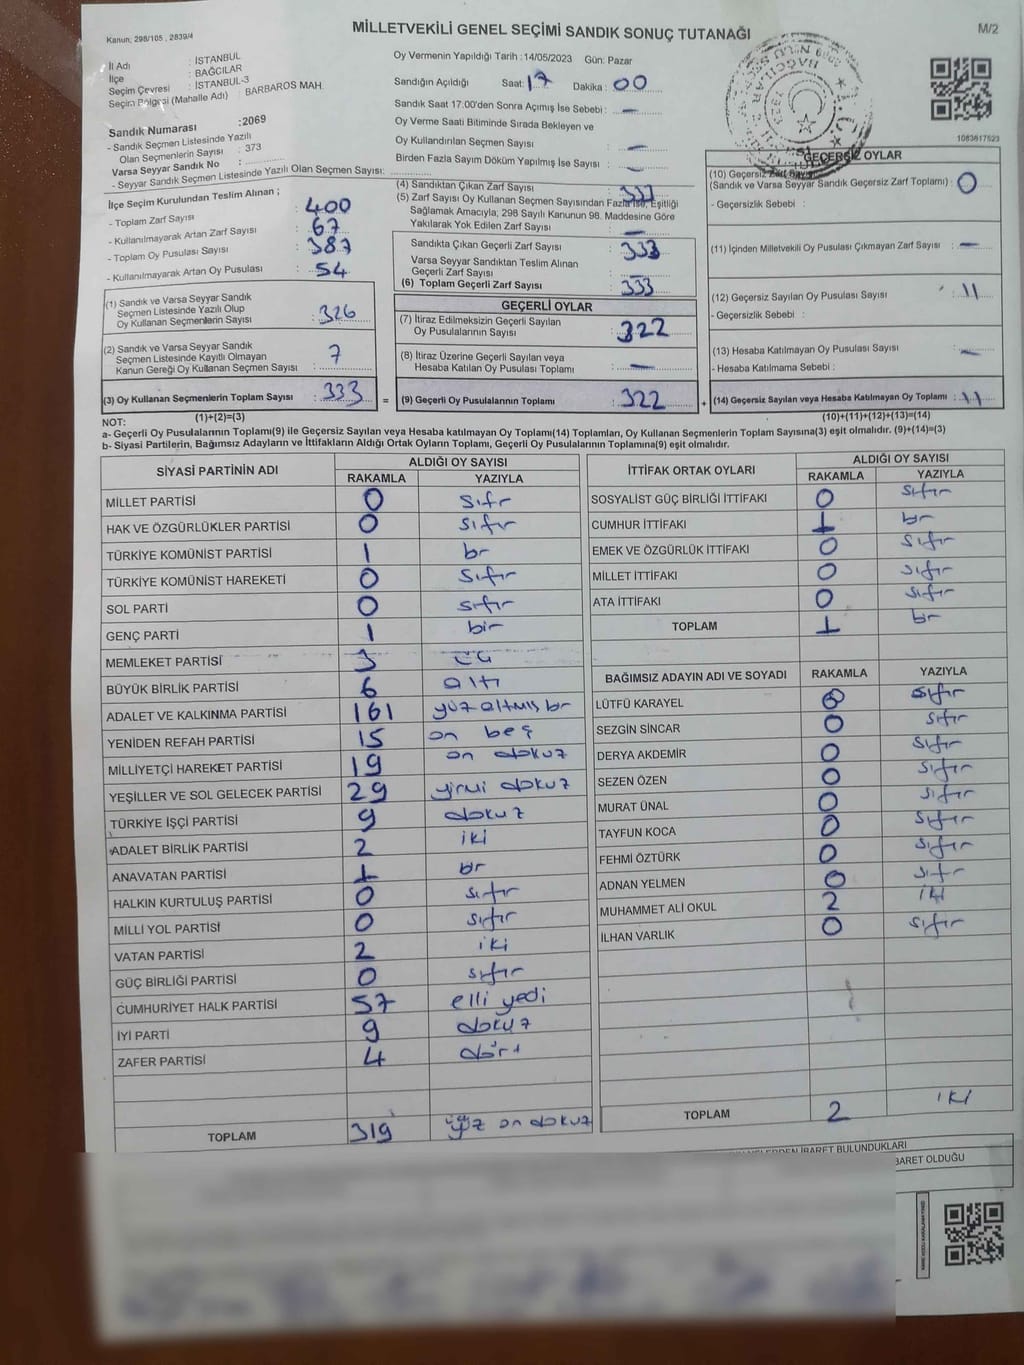 Kanun; 298/105 , 2839/4
MİLLETVEKİLİ GENEL SEÇİMİ SANDIK SONUÇ TUTANAĞI
M/2
İl Adı : İSTANBUL
İlçe : BAĞCILAR
Seçim Çevresi : İSTANBUL-3
Seçim Bölgesi (Mahalle Adı) BARBAROS MAH.
Oy Vermenin Yapıldığı Tarih : 14/05/2023 Gün: Pazar
Sandığın Açıldığı Saat: 17 Dakika : 00
Sandık Saat 17:00'den Sonra Açımış İse Sebebi : –
Oy Verme Saati Bitiminde Sırada Bekleyen ve
Oy Kullandırılan Seçmen Sayısı : –
Birden Fazla Sayım Döküm Yapılmış İse Sayısı : –
1083617523
Sandık Numarası : 2069
- Sandık Seçmen Listesinde Yazılı
Olan Seçmenlerin Sayısı : 373
Varsa Seyyar Sandık No :
- Seyyar Sandık Seçmen Listesinde Yazılı Olan Seçmen Sayısı:
İlçe Seçim Kurulundan Teslim Alınan ;
- Toplam Zarf Sayısı : 400
- Kullanılmayarak Artan Zarf Sayısı : 67
- Toplam Oy Pusulası Sayısı : 387
- Kullanılmayarak Artan Oy Pusulası : 54
(1) Sandık ve Varsa Seyyar Sandık
Seçmen Listesinde Yazılı Olup
Oy Kullanan Seçmenlerin Sayısı : 326
(2) Sandık ve Varsa Seyyar Sandık
Seçmen Listesinde Kayıtlı Olmayan
Kanun Gereği Oy Kullanan Seçmen Sayısı : 7
(3) Oy Kullanan Seçmenlerin Toplam Sayısı : 333 =
(1)+(2)=(3)
(4) Sandıktan Çıkan Zarf Sayısı : 333
(5) Zarf Sayısı Oy Kullanan Seçmen Sayısından Fazla ise, Eşitliği
Sağlamak Amacıyla; 298 Sayılı Kanunun 98. Maddesine Göre
Yakılarak Yok Edilen Zarf Sayısı : –
Sandıkta Çıkan Geçerli Zarf Sayısı : 333
Varsa Seyyar Sandıktan Teslim Alınan
Geçerli Zarf Sayısı :
(6) Toplam Geçerli Zarf Sayısı : 333
GEÇERLİ OYLAR
(7) İtiraz Edilmeksizin Geçerli Sayılan
Oy Pusulalarının Sayısı : 322
(8) İtiraz Üzerine Geçerli Sayılan veya
Hesaba Katılan Oy Pusulası Toplamı : –
(9) Geçerli Oy Pusulalarının Toplamı : 322 +
GEÇERSİZ OYLAR
(10) Geçersiz Zarf Sayısı
(Sandık ve Varsa Seyyar Sandık Geçersiz Zarf Toplamı) : 0
- Geçersizlik Sebebi :
(11) İçinden Milletvekili Oy Pusulası Çıkmayan Zarf Sayısı : –
(12) Geçersiz Sayılan Oy Pusulası Sayısı : 11
- Geçersizlik Sebebi :
(13) Hesaba Katılmayan Oy Pusulası Sayısı : –
- Hesaba Katılmama Sebebi :
(14) Geçersiz Sayılan veya Hesaba Katılmayan Oy Toplamı : 11
(10)+(11)+(12)+(13)=(14)
NOT:
a- Geçerli Oy Pusulalarının Toplamı(9) ile Geçersiz Sayılan veya Hesaba katılmayan Oy Toplamı(14) Toplamları, Oy Kullanan Seçmenlerin Toplam Sayısına(3) eşit olmalıdır. (9)+(14)=(3)
b- Siyasi Partilerin, Bağımsız Adayların ve İttifakların Aldığı Ortak Oyların Toplamı, Geçerli Oy Pusulalarının Toplamına(9) eşit olmalıdır.
SİYASİ PARTİNİN ADI ALDIĞI OY SAYISI
RAKAMLA YAZIYLA
MİLLET PARTİSİ 0 sıfır
HAK VE ÖZGÜRLÜKLER PARTİSİ 0 sıfır
TÜRKİYE KOMÜNİST PARTİSİ 1 bir
TÜRKİYE KOMÜNİST HAREKETİ 0 sıfır
SOL PARTİ 0 sıfır
GENÇ PARTİ 1 bir
MEMLEKET PARTİSİ 3 üç
BÜYÜK BİRLİK PARTİSİ 6 altı
ADALET VE KALKINMA PARTİSİ 161 yüz altmış bir
YENİDEN REFAH PARTİSİ 15 on beş
MİLLİYETÇİ HAREKET PARTİSİ 19 on dokuz
YEŞİLLER VE SOL GELECEK PARTİSİ 29 yirmi dokuz
TÜRKİYE İŞÇİ PARTİSİ 9 dokuz
ADALET BİRLİK PARTİSİ 2 iki
ANAVATAN PARTİSİ 1 bir
HALKIN KURTULUŞ PARTİSİ 0 sıfır
MİLLİ YOL PARTİSİ 0 sıfır
VATAN PARTİSİ 2 iki
GÜÇ BİRLİĞİ PARTİSİ 0 sıfır
CUMHURİYET HALK PARTİSİ 57 elli yedi
İYİ PARTİ 9 dokuz
ZAFER PARTİSİ 4 dört
TOPLAM 319 üçyüz on dokuz
İTTİFAK ORTAK OYLARI ALDIĞI OY SAYISI
RAKAMLA YAZIYLA
SOSYALİST GÜÇ BİRLİĞİ İTTİFAKI 0 sıfır
CUMHUR İTTİFAKI 1 bir
EMEK VE ÖZGÜRLÜK İTTİFAKI 0 sıfır
MİLLET İTTİFAKI 0 sıfır
ATA İTTİFAKI 0 sıfır
TOPLAM 1 bir
BAĞIMSIZ ADAYIN ADI VE SOYADI RAKAMLA YAZIYLA
LÜTFÜ KARAYEL 0 sıfır
SEZGİN SİNCAR 0 sıfır
DERYA AKDEMİR 0 sıfır
SEZEN ÖZEN 0 sıfır
MURAT ÜNAL 0 sıfır
TAYFUN KOCA 0 sıfır
FEHMİ ÖZTÜRK 0 sıfır
ADNAN YELMEN 0 sıfır
MUHAMMET ALİ OKUL 2 iki
İLHAN VARLIK 0 sıfır
TOPLAM 2 iki
İBARET BULUNDUKLARI
OLDUĞU